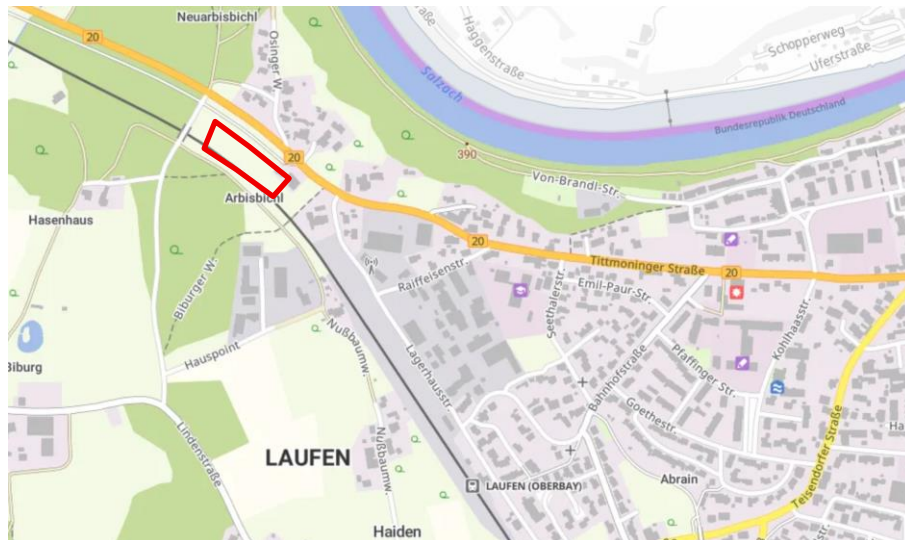 Neuarbisbichl
20
Osinger W.
Haggenstraße
Schopperweg
Uferstraße
Salzach
Bundesrepublik Deutschland
390
20
Von-Brandl-Str.
Arbisbichl
Hasenhaus
20
Tittmoninger Straße
20
Biburger W.
Raiffeisenstr.
Seethalerstr.
Emil-Paur-Str.
Kohlhaasstr.
Nußbaumw.
Hauspoint
Biburg
Lagerhausstr.
Bahnhofstraße
Pfaffinger Str.
Goethestr.
Lindenstraße
Nußbaumw.
Teisendorfer Straße
LAUFEN
Ha
Abrain
LAUFEN (OBERBAY)
Haiden